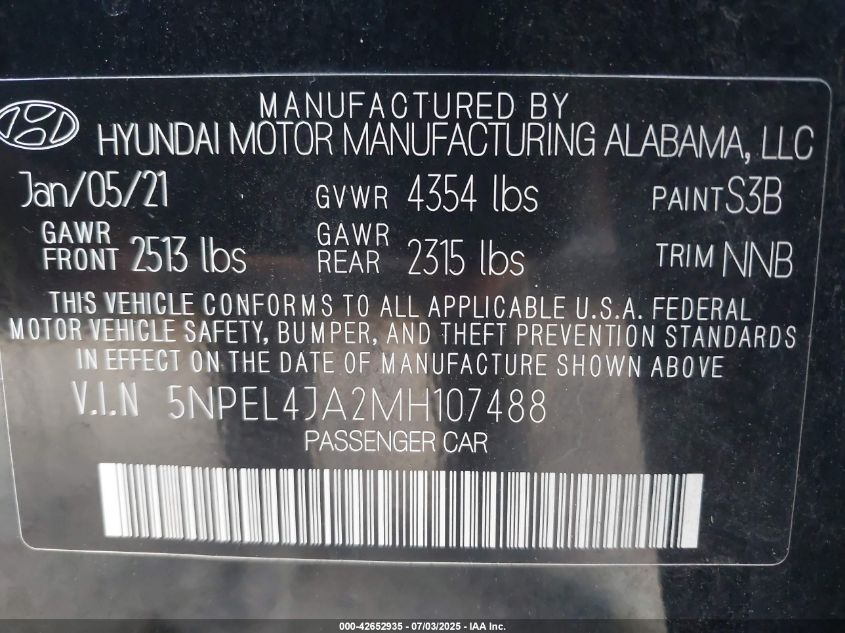 MANUFACTURED BY
HYUNDAI MOTOR MANUFACTURING ALABAMA, LLC
Jan/05/21 GVWR 4354 lbs PAINT S3B
GAWR FRONT 2513 lbs GAWR REAR 2315 lbs TRIM NNB
THIS VEHICLE CONFORMS TO ALL APPLICABLE U.S.A. FEDERAL
MOTOR VEHICLE SAFETY, BUMPER, AND THEFT PREVENTION STANDARDS
IN EFFECT ON THE DATE OF MANUFACTURE SHOWN ABOVE
V.I.N 5NPEL4JA2MH107488
PASSENGER CAR
000-42652935 - 07/03/2025 - IAA Inc.